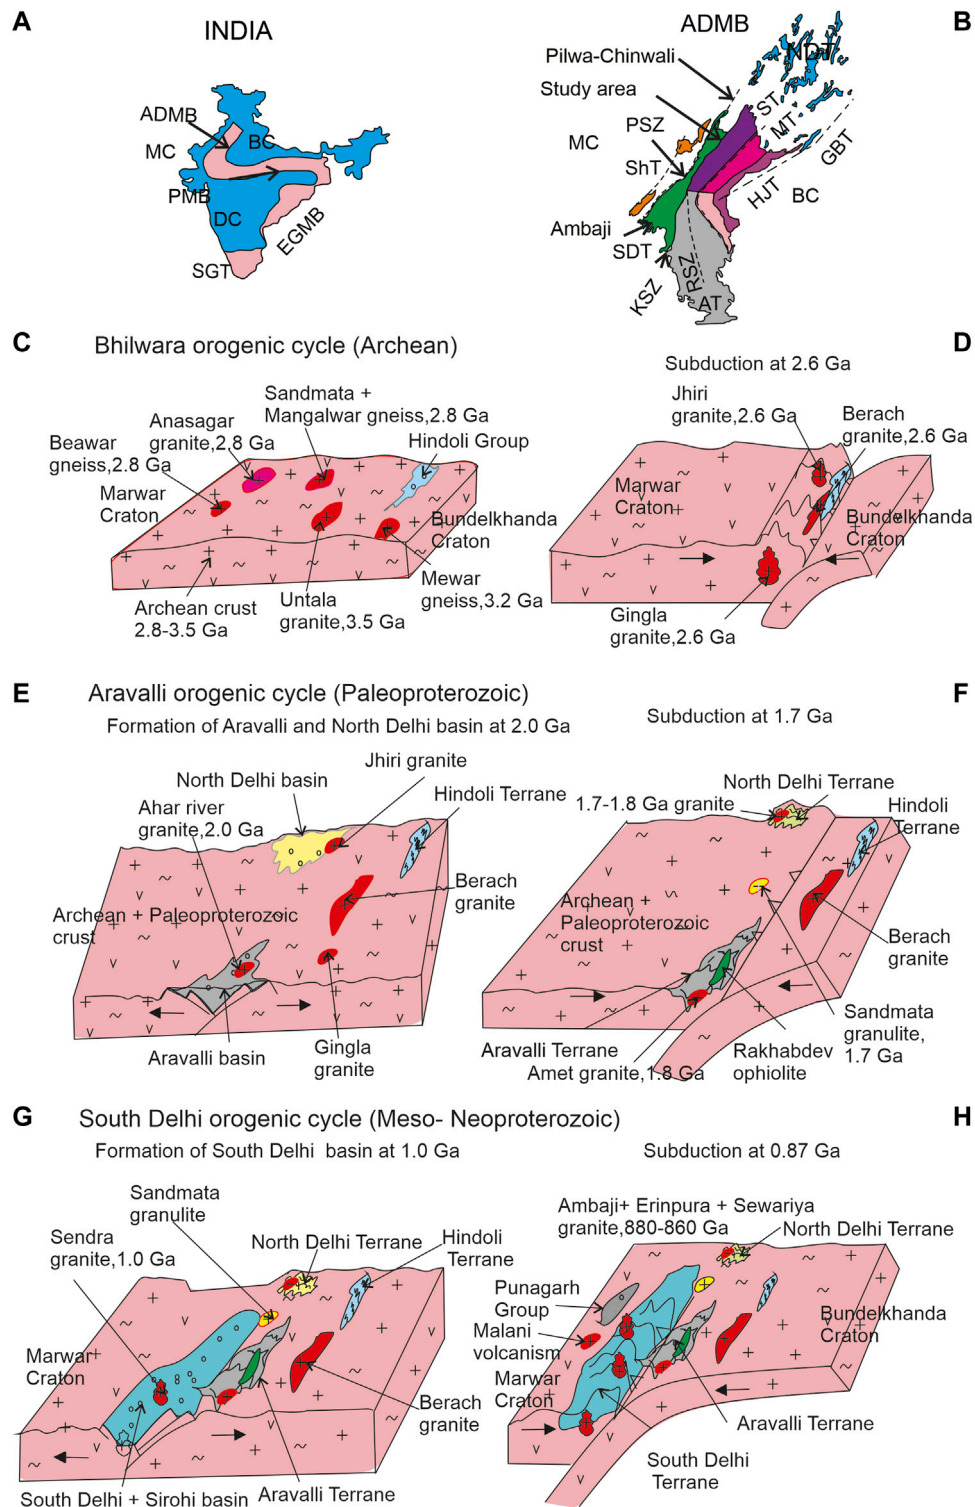 A
INDIA
ADMB
BC
MC
PMB
DC
EGMB
SGT
B
ADMB
Pilwa-Chinwali
NDT
Study area
ST
PSZ
MT
MC
GBT
ShT
HJT
BC
Ambaji
SDT
RSZ
KSZ
AT
C
Bhilwara orogenic cycle (Archean)
Sandmata +
Mangalwar gneiss,2.8 Ga
Anasagar
granite,2.8 Ga
Hindoli Group
Beawar
gneiss,2.8 Ga
Marwar
Craton
Bundelkhanda
Craton
Mewar
gneiss,3.2 Ga
Untala
granite,3.5 Ga
Archean crust
2.8-3.5 Ga
D
Subduction at 2.6 Ga
Jhiri
granite,2.6 Ga
Berach
granite,2.6 Ga
Marwar
Craton
Bundelkhanda
Craton
Gingla
granite,2.6 Ga
E
Aravalli orogenic cycle (Paleoproterozoic)
Formation of Aravalli and North Delhi basin at 2.0 Ga
Jhiri granite
North Delhi basin
Hindoli Terrane
Ahar river
granite,2.0 Ga
Berach
granite
Archean + Paleoproterozoic
crust
Aravalli basin
Gingla
granite
F
Subduction at 1.7 Ga
North Delhi Terrane
1.7-1.8 Ga granite
Hindoli
Terrane
Archean +
Paleoproterozoic
crust
Berach
granite
Sandmata
granulite,
1.7 Ga
Aravalli Terrane
Amet granite,1.8 Ga
Rakhabdev
ophiolite
G
South Delhi orogenic cycle (Meso- Neoproterozoic)
Formation of South Delhi basin at 1.0 Ga
Sandmata
granulite
Sendra
granite,1.0 Ga
North Delhi Terrane
Hindoli
Terrane
Marwar
Craton
Berach
granite
South Delhi + Sirohi basin
Aravalli Terrane
H
Subduction at 0.87 Ga
Ambaji+ Erinpura + Sewariya
granite,880-860 Ga
North Delhi Terrane
Punagarh
Group
Malani
volcanism
Bundelkhanda
Craton
Marwar
Craton
Aravalli Terrane
South Delhi
Terrane